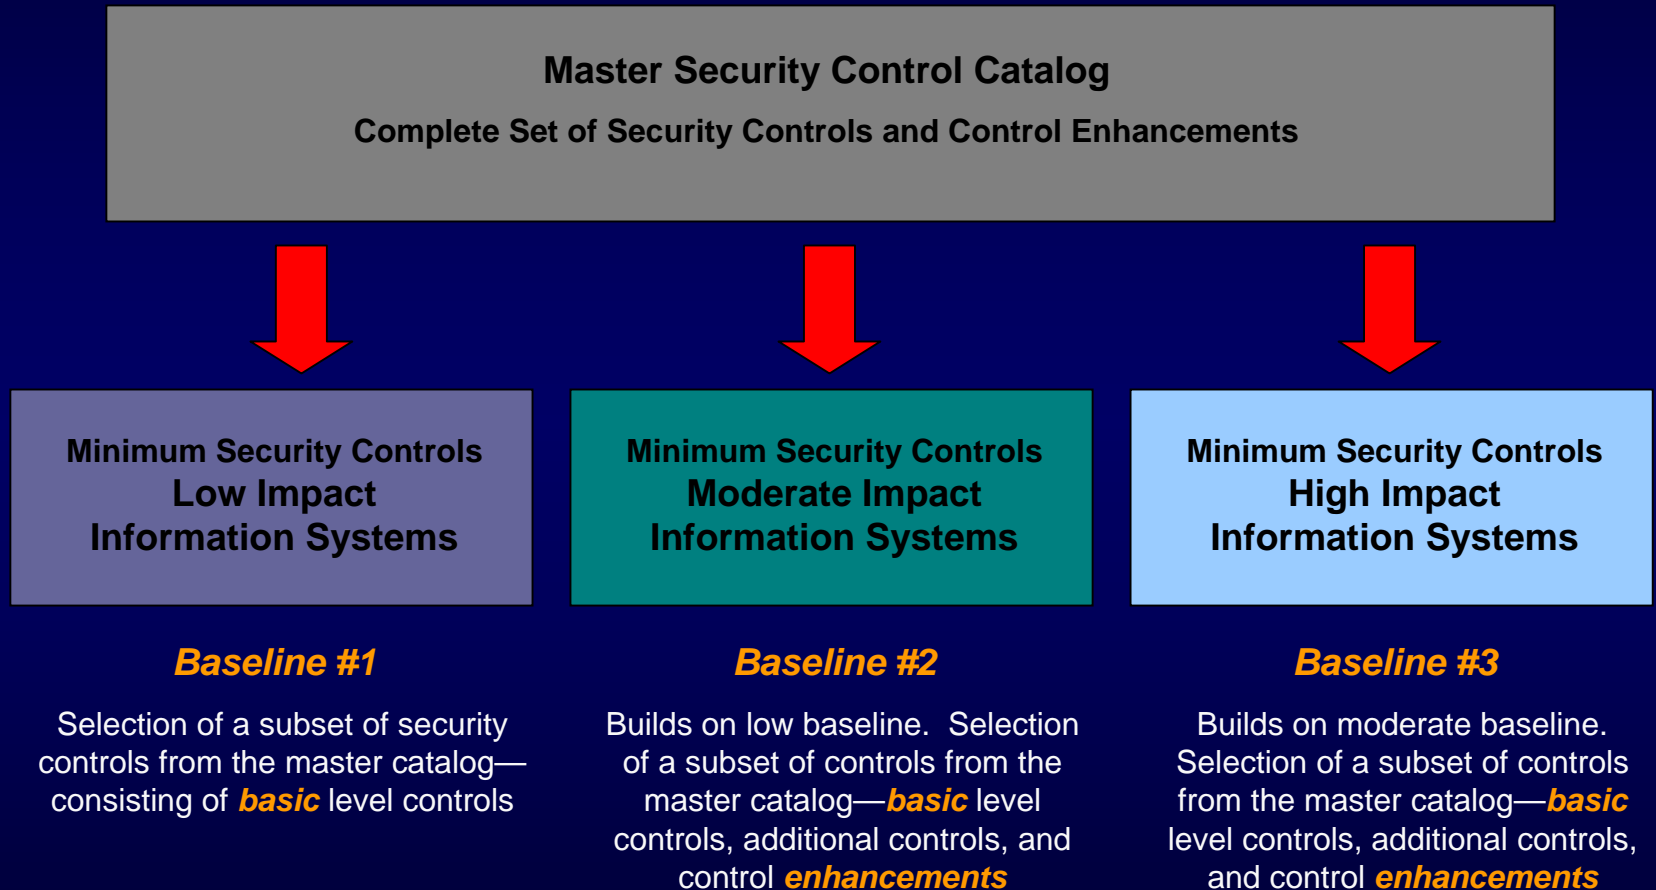 Master Security Control Catalog
Complete Set of Security Controls and Control Enhancements
Minimum Security Controls
Low Impact
Information Systems
Minimum Security Controls
Moderate Impact
Information Systems
Minimum Security Controls
High Impact
Information Systems
Baseline #1
Selection of a subset of security
controls from the master catalog—
consisting of basic level controls
Baseline #2
Builds on low baseline.  Selection
of a subset of controls from the
master catalog—basic level
controls, additional controls, and
control enhancements
Baseline #3
Builds on moderate baseline.
Selection of a subset of controls
from the master catalog—basic
level controls, additional controls,
and control enhancements